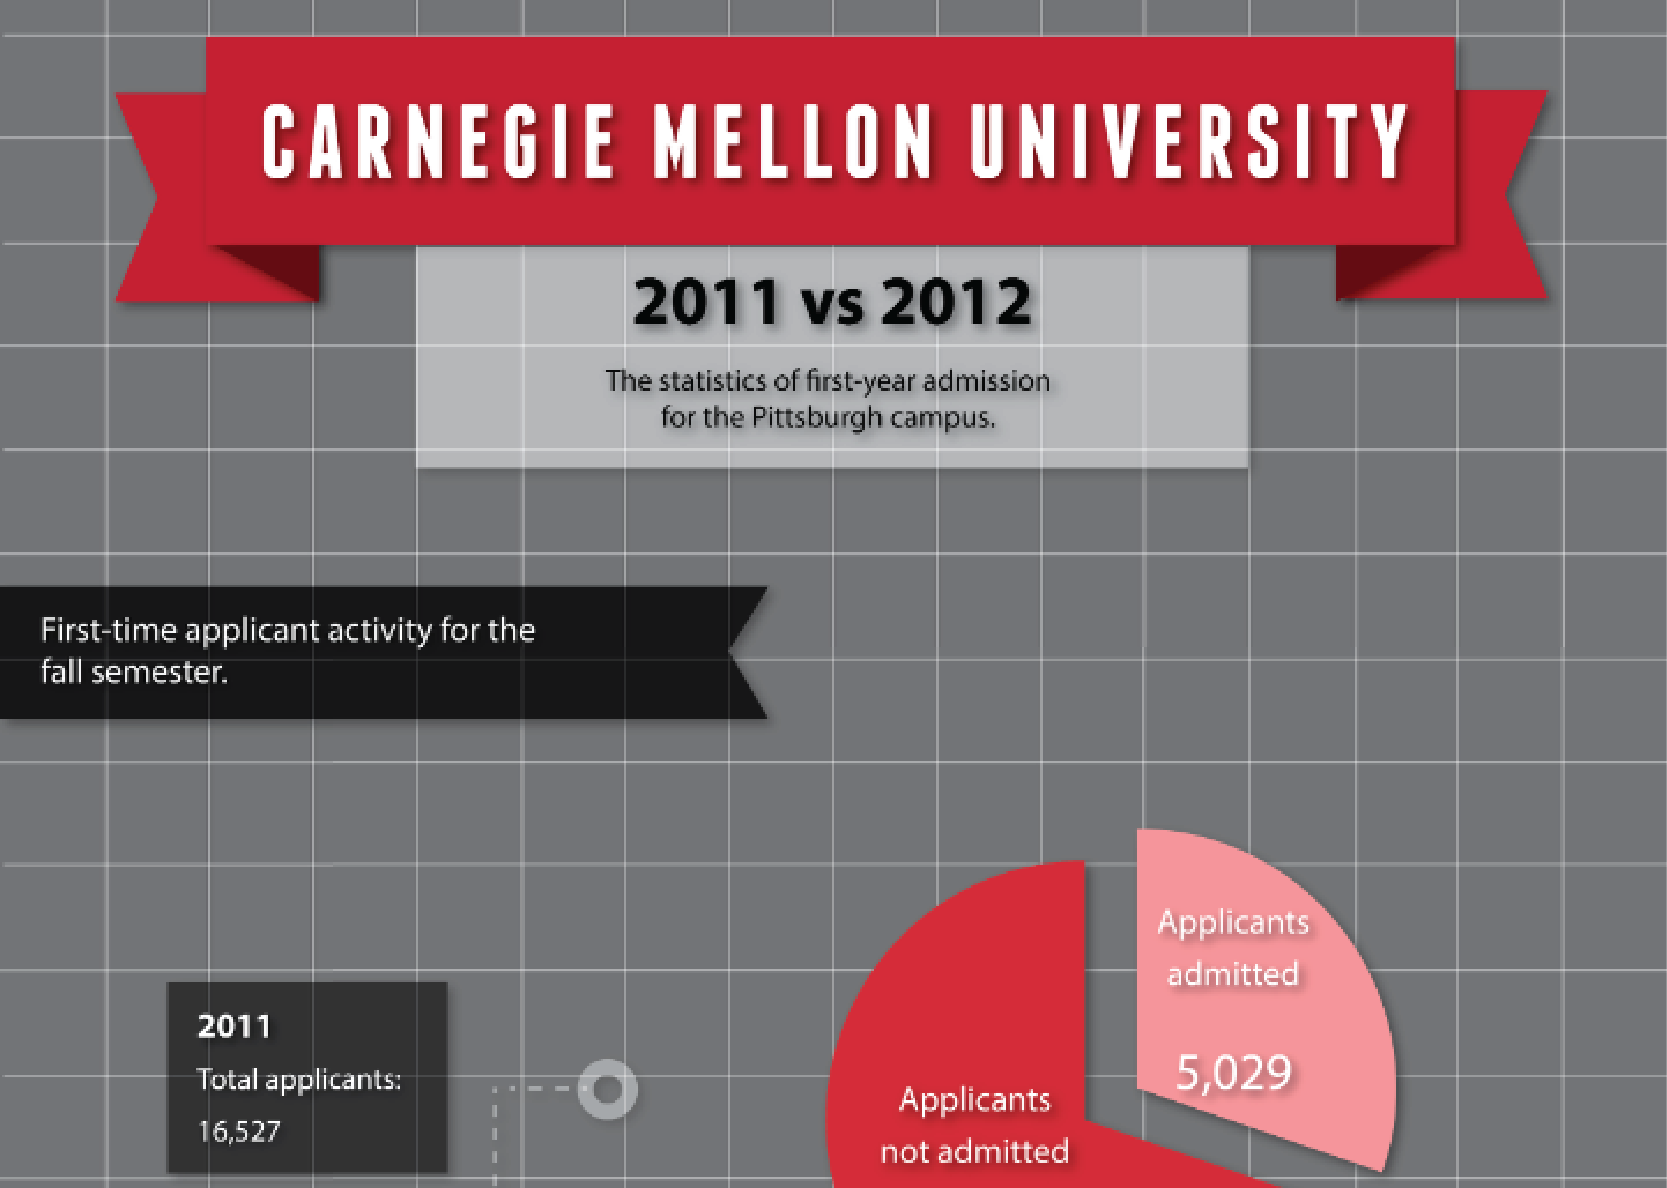 CARNEGIE MELLON UNIVERSITY
2011 vs 2012
The statistics of first-year admission
for the Pittsburgh campus.
First-time applicant activity for the
fall semester.
Applicants
admitted
5,029
2011
Total applicants:
16,527
Applicants
not admitted